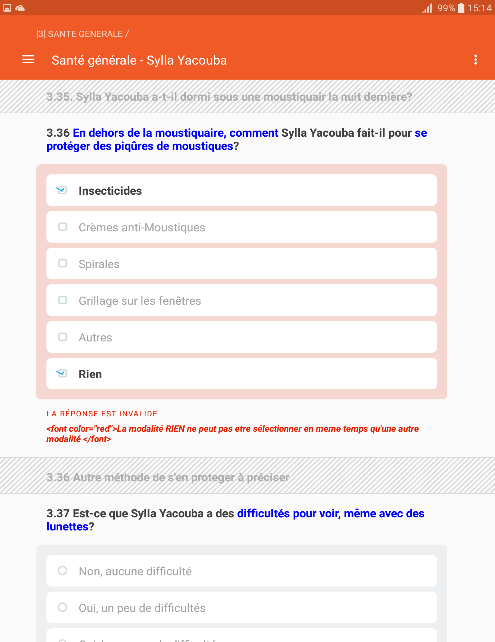 99% 15:14
[3] SANTE GENERALE /
Santé générale - Sylla Yacouba
3.35. Sylla Yacouba a-t-il dormi sous une moustiquair la nuit dernière?
3.36 En dehors de la moustiquaire, comment Sylla Yacouba fait-il pour se
protéger des piqûres de moustiques?
Insecticides
Crèmes anti-Moustiques
Spirales
Grillage sur les fenêtres
Autres
Rien
LA RÉPONSE EST INVALIDE
<font color="red">La modalité RIEN ne peut pas etre sélectionner en meme temps qu'une autre
modalité </font>
3.36 Autre méthode de s'en proteger à préciser
3.37 Est-ce que Sylla Yacouba a des difficultés pour voir, même avec des
lunettes?
Non, aucune difficulté
Oui, un peu de difficultés